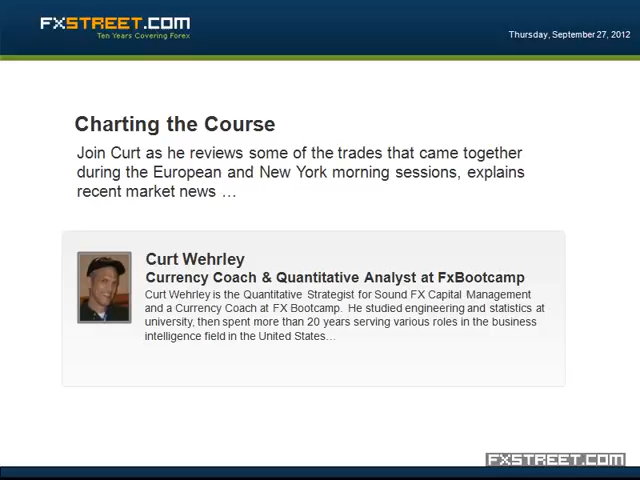 FXSTREET.COM
Ten Years Covering Forex
Thursday, September 27, 2012
Charting the Course
Join Curt as he reviews some of the trades that came together
during the European and New York morning sessions, explains
recent market news …
Curt Wehrley
Currency Coach & Quantitative Analyst at FxBootcamp
Curt Wehrley is the Quantitative Strategist for Sound FX Capital Management
and a Currency Coach at FX Bootcamp. He studied engineering and statistics at
university, then spent more than 20 years serving various roles in the business
intelligence field in the United States…
FXSTREET.COM